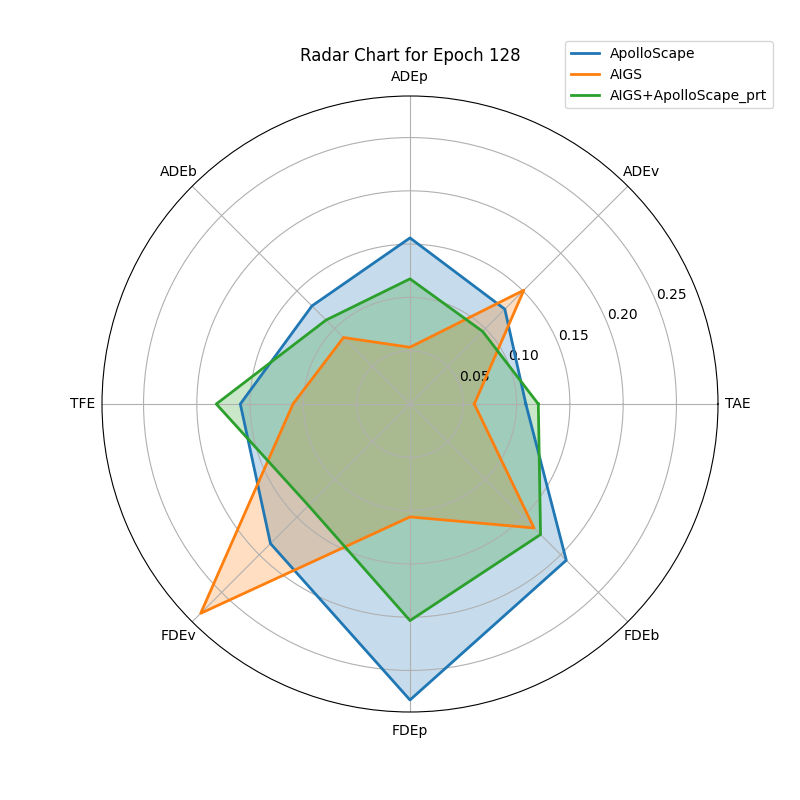 Radar Chart for Epoch 128
ApolloScape
AIGS
AIGS+ApolloScape_prt
ADEp
ADEb
ADEv
0.25
0.20
0.15
0.10
0.05
TFE
TAE
FDEv
FDEb
FDEp